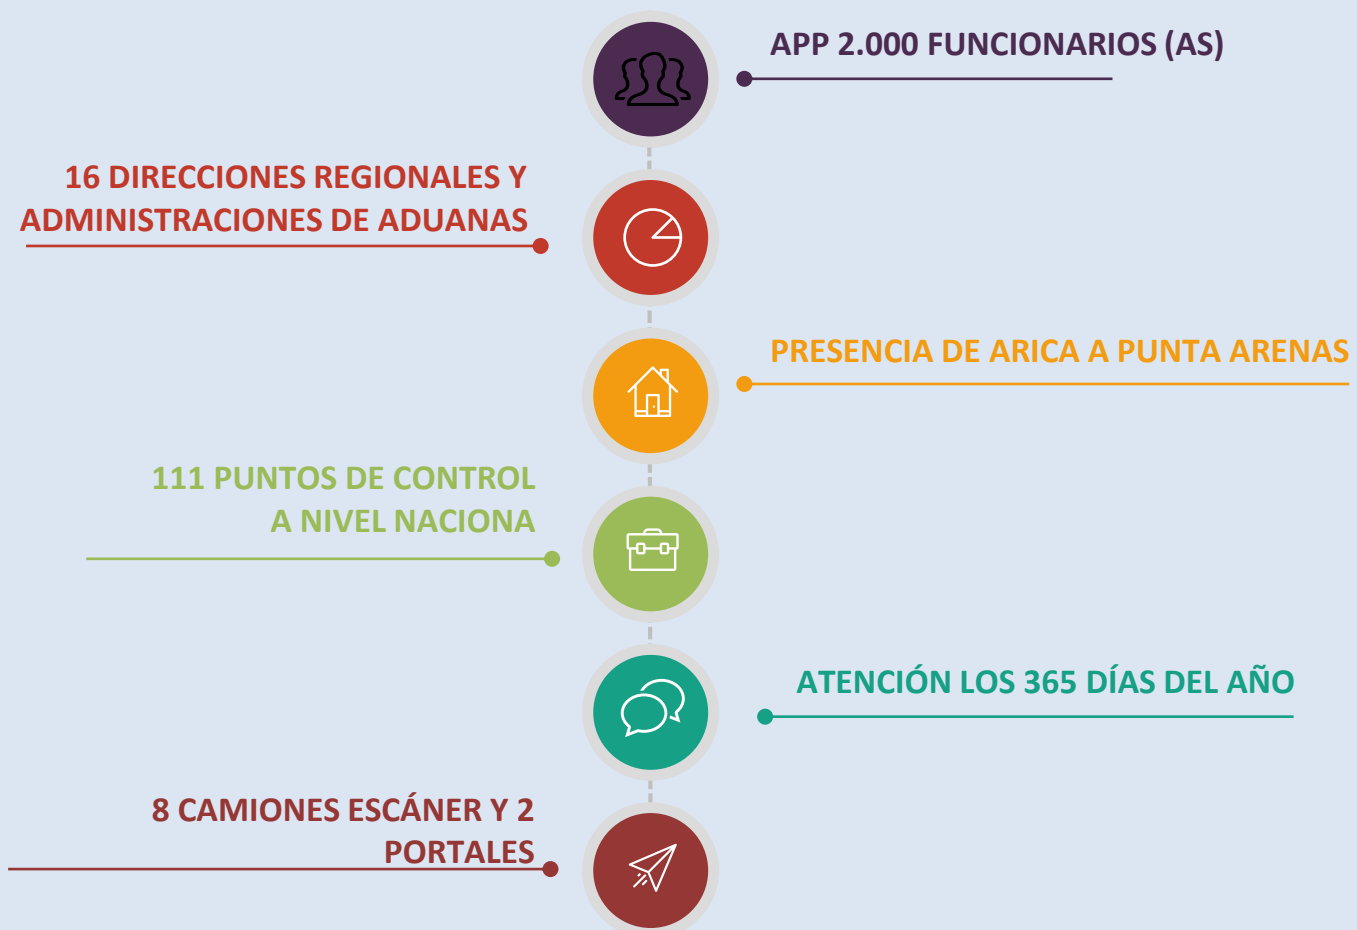 APP 2.000 FUNCIONARIOS (AS)
16 DIRECCIONES REGIONALES Y
ADMINISTRACIONES DE ADUANAS
PRESENCIA DE ARICA A PUNTA ARENAS
111 PUNTOS DE CONTROL
A NIVEL NACIONA
ATENCIÓN LOS 365 DÍAS DEL AÑO
8 CAMIONES ESCÁNER Y 2
PORTALES